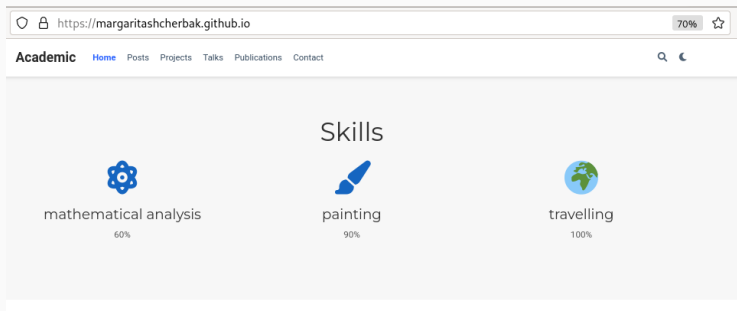 https://margaritashcherbak.github.io 70%
Academic Home Posts Projects Talks Publications Contact
Skills
mathematical analysis painting travelling
60% 90% 100%